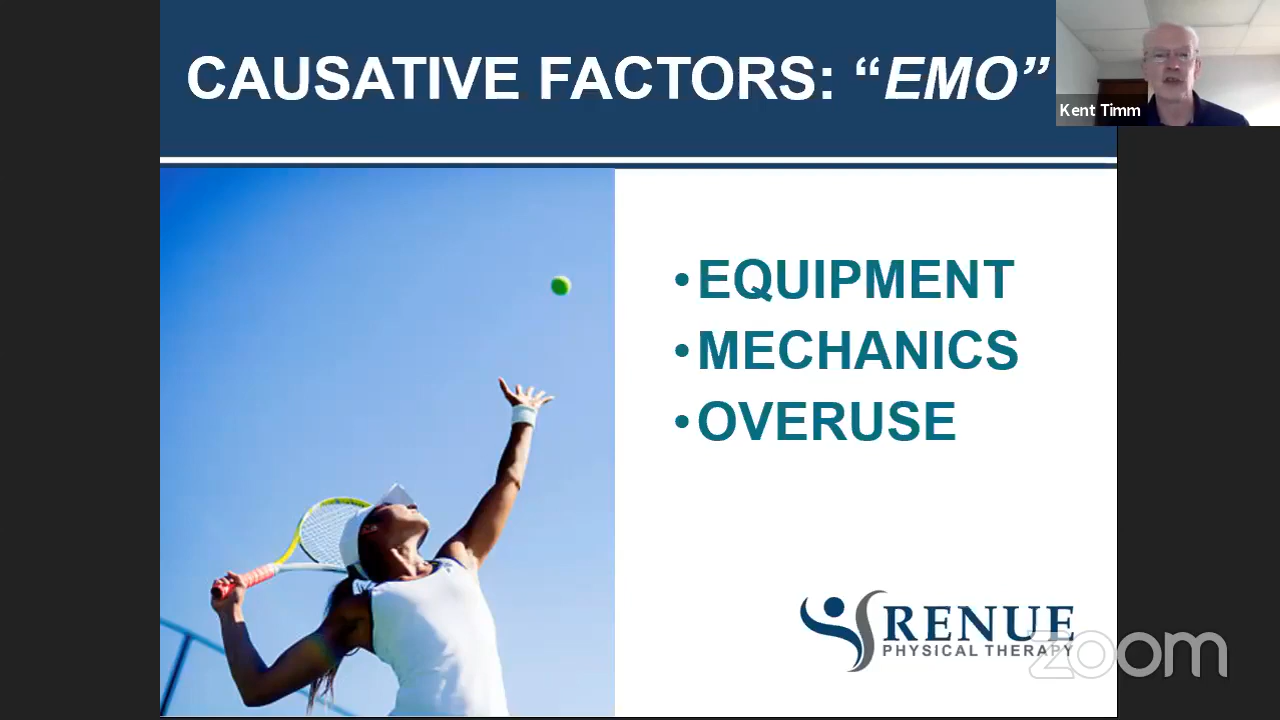 CAUSATIVE FACTORS: “EMO”
Kent Timm
•EQUIPMENT
•MECHANICS
•OVERUSE
RENUE
PHYSICAL THERAPY
zoom